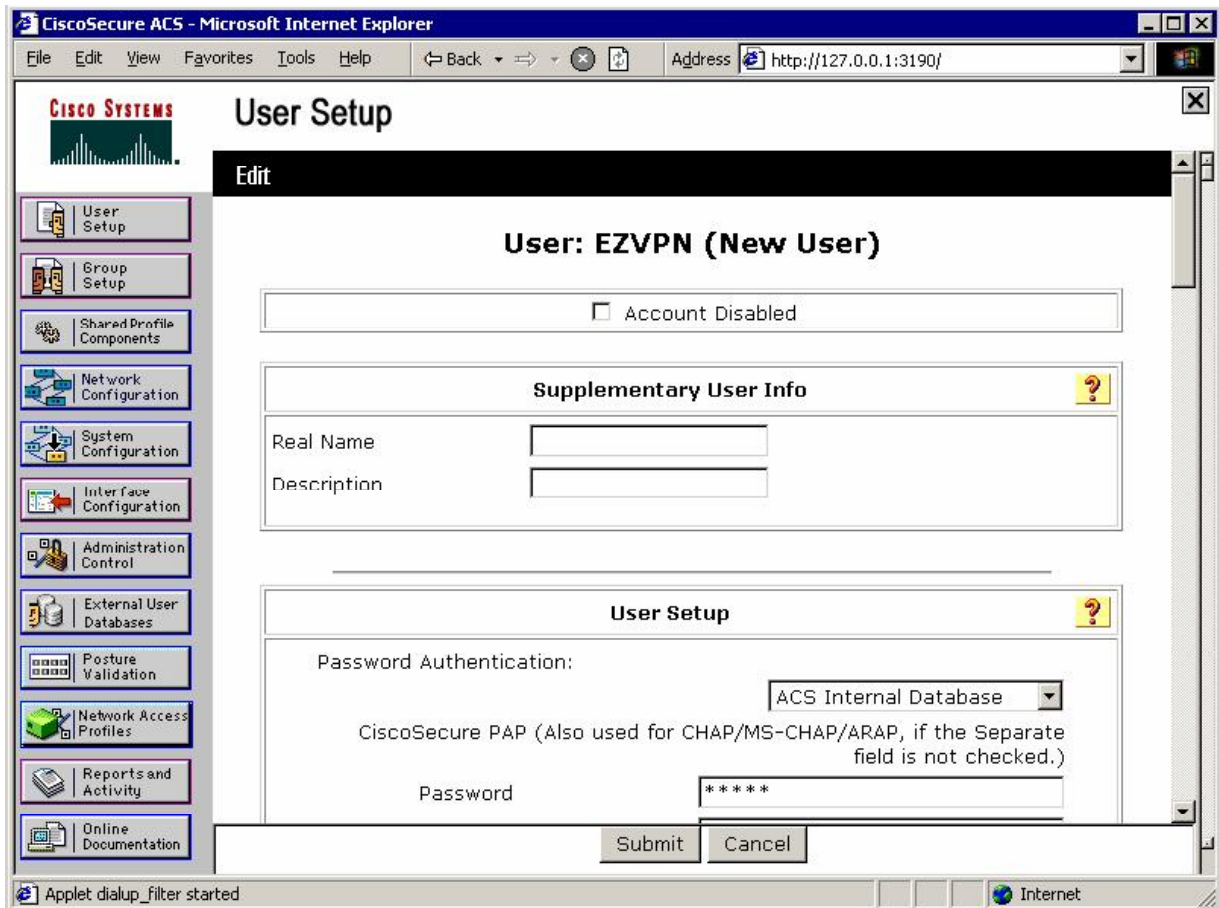 CiscoSecure ACS - Microsoft Internet Explorer
File Edit View Favorites Tools Help Back Address http://127.0.0.1:3190/
CISCO SYSTEMS
User Setup
Edit
User Setup
Group Setup
Shared Profile Components
Network Configuration
System Configuration
Interface Configuration
Administration Control
External User Databases
Posture Validation
Network Access Profiles
Reports and Activity
Online Documentation
User: EZVPN (New User)
Account Disabled
Supplementary User Info
Real Name
Description
User Setup
Password Authentication:
ACS Internal Database
CiscoSecure PAP (Also used for CHAP/MS-CHAP/ARAP, if the Separate
field is not checked.)
Password *****
Submit Cancel
Applet dialup_filter started Internet